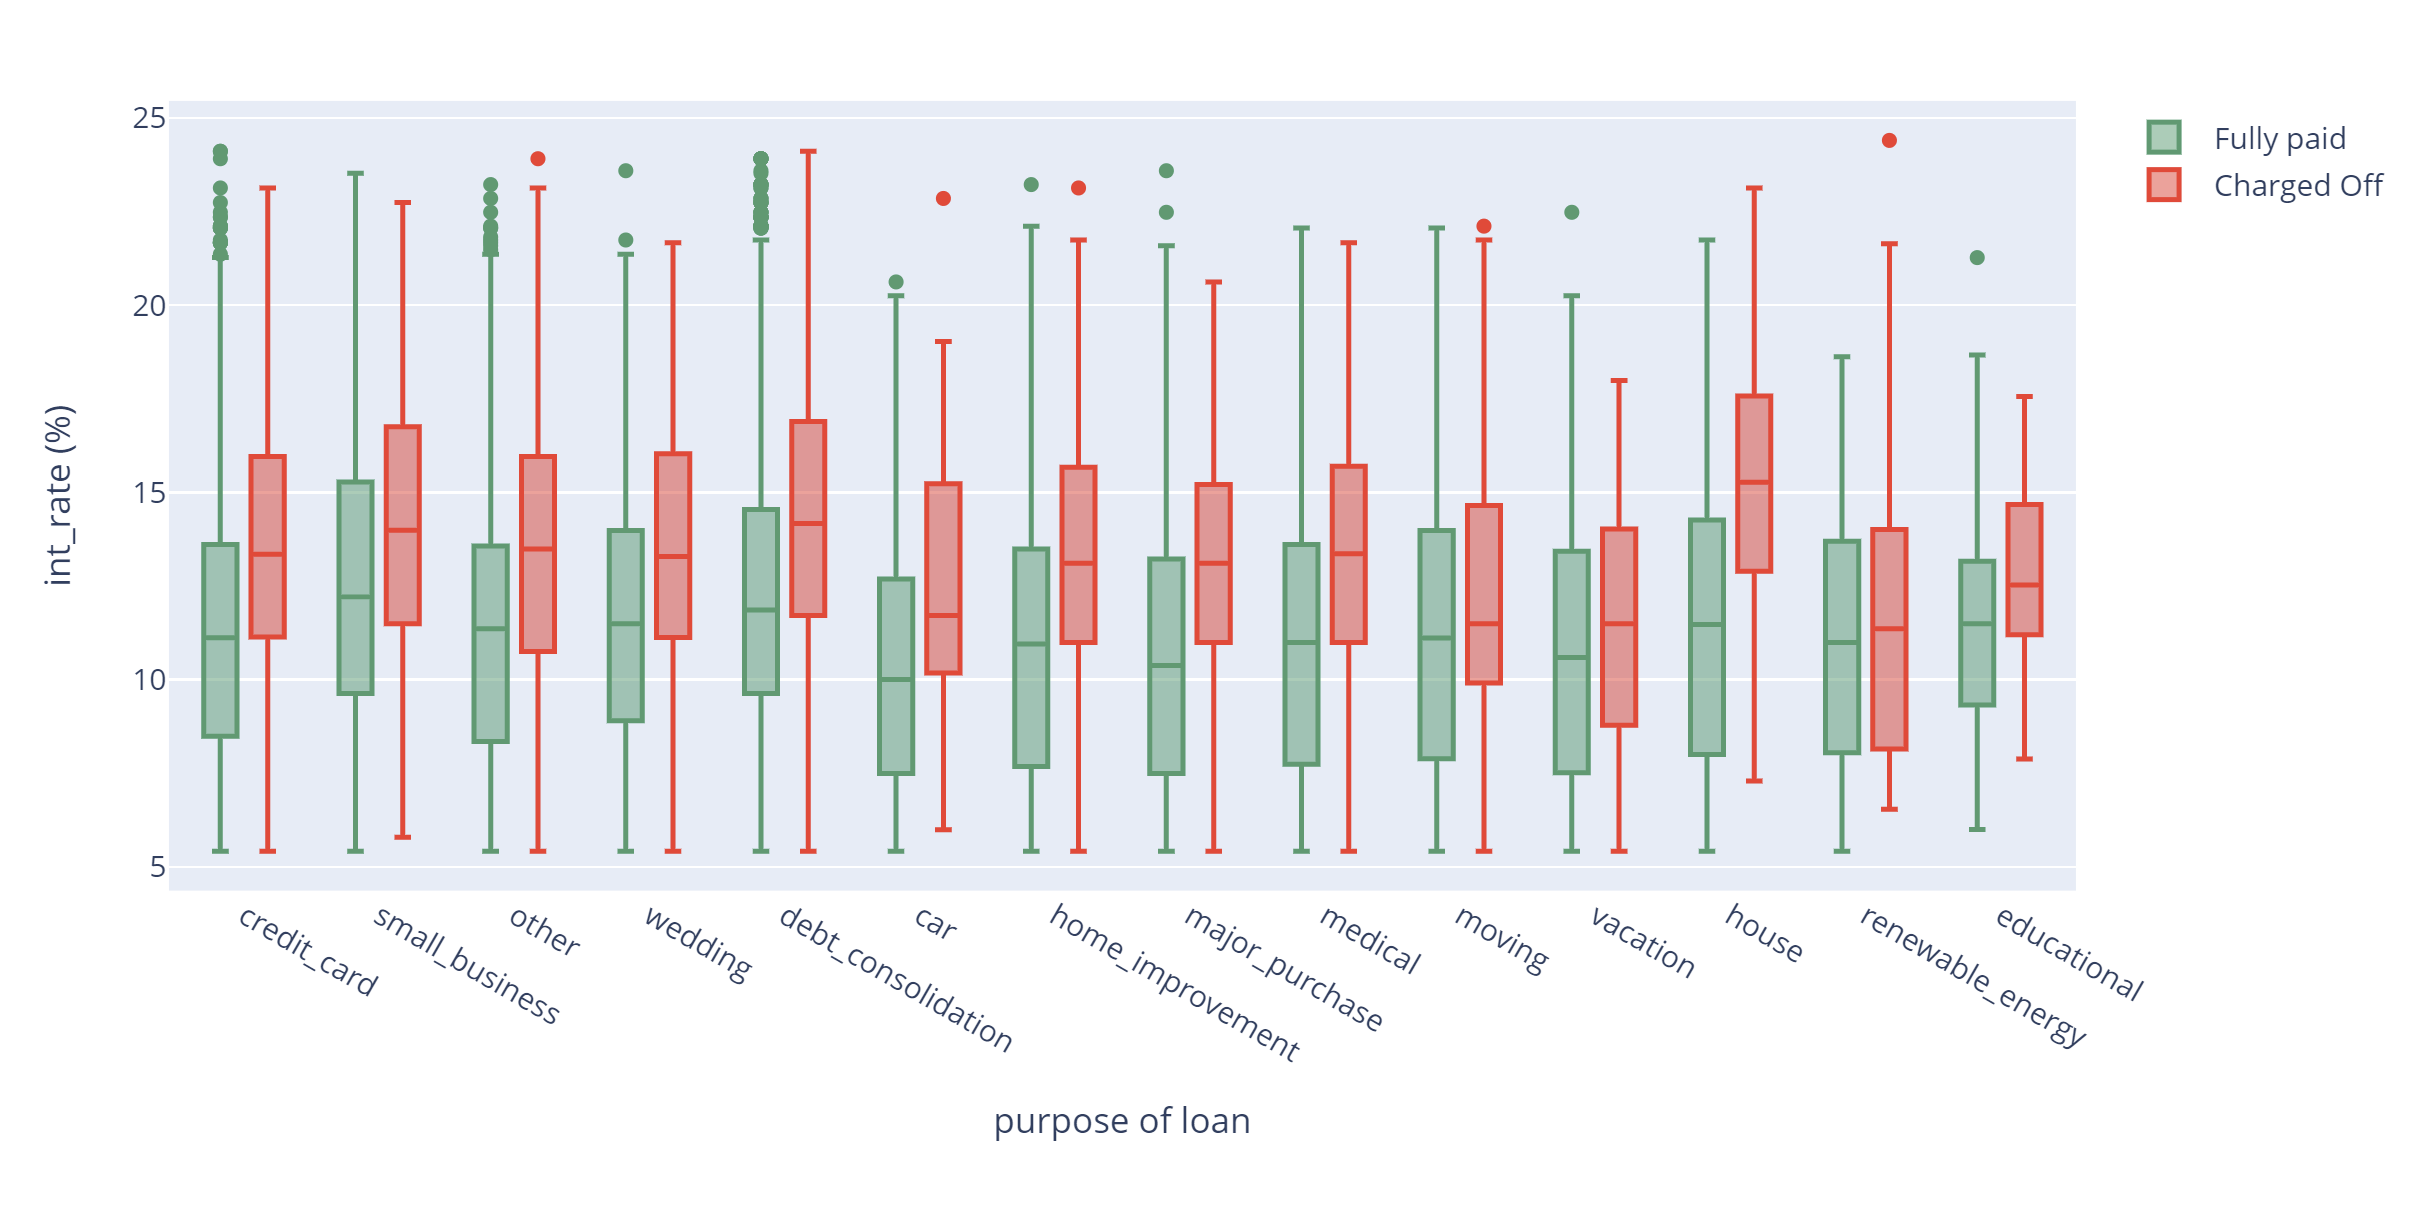 25
20
15
10
5
int_rate (%)
credit_card
small_business
other
wedding
debt_consolidation
car
home_improvement
major_purchase
medical
moving
vacation
house
renewable_energy
educational
purpose of loan
Fully paid
Charged Off